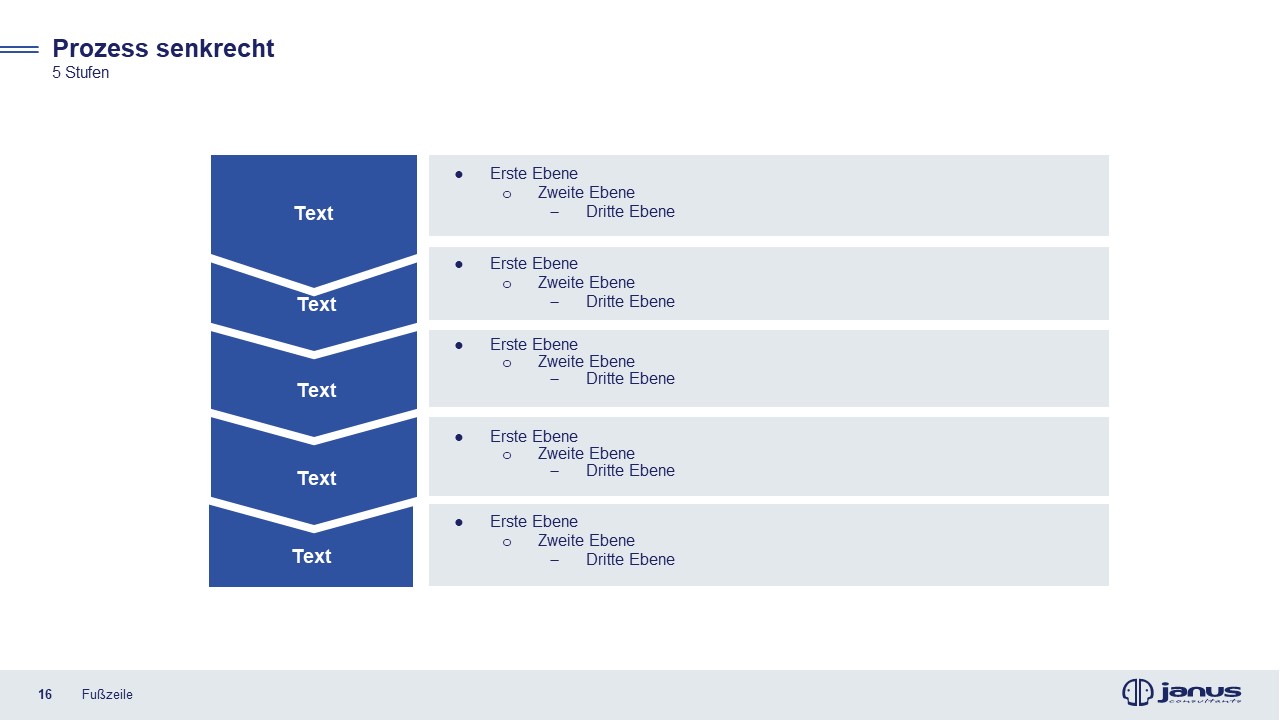 Prozess senkrecht
5 Stufen
Text
● Erste Ebene
o Zweite Ebene
– Dritte Ebene
Text
● Erste Ebene
o Zweite Ebene
– Dritte Ebene
Text
● Erste Ebene
o Zweite Ebene
– Dritte Ebene
Text
● Erste Ebene
o Zweite Ebene
– Dritte Ebene
Text
● Erste Ebene
o Zweite Ebene
– Dritte Ebene
16 Fußzeile
janus
consultants